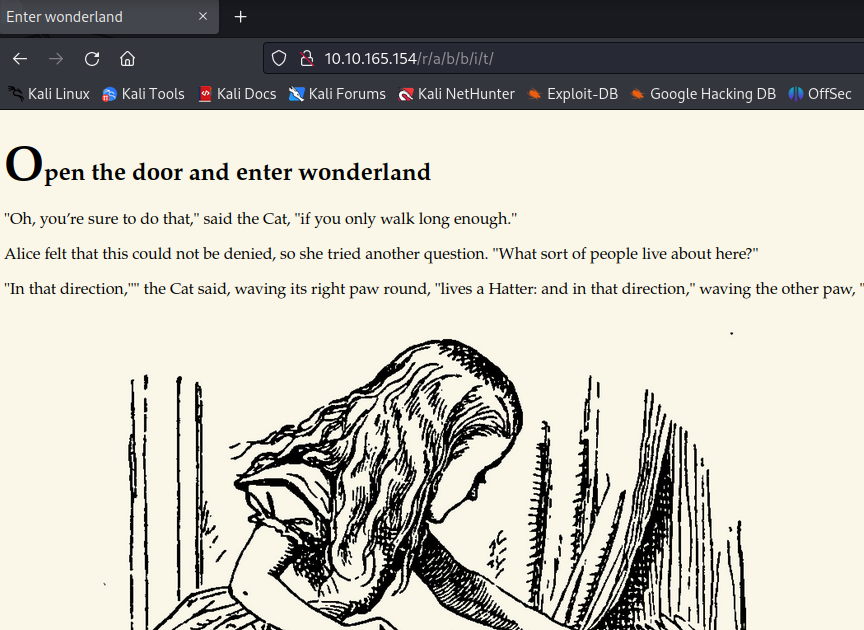 Enter wonderland
10.10.165.154/r/a/b/b/i/t/
Kali Linux Kali Tools Kali Docs Kali Forums Kali NetHunter Exploit-DB Google Hacking DB OffSec
Open the door and enter wonderland
"Oh, you’re sure to do that," said the Cat, "if you only walk long enough."
Alice felt that this could not be denied, so she tried another question. "What sort of people live about here?"
"In that direction,"" the Cat said, waving its right paw round, "lives a Hatter: and in that direction," waving the other paw, "